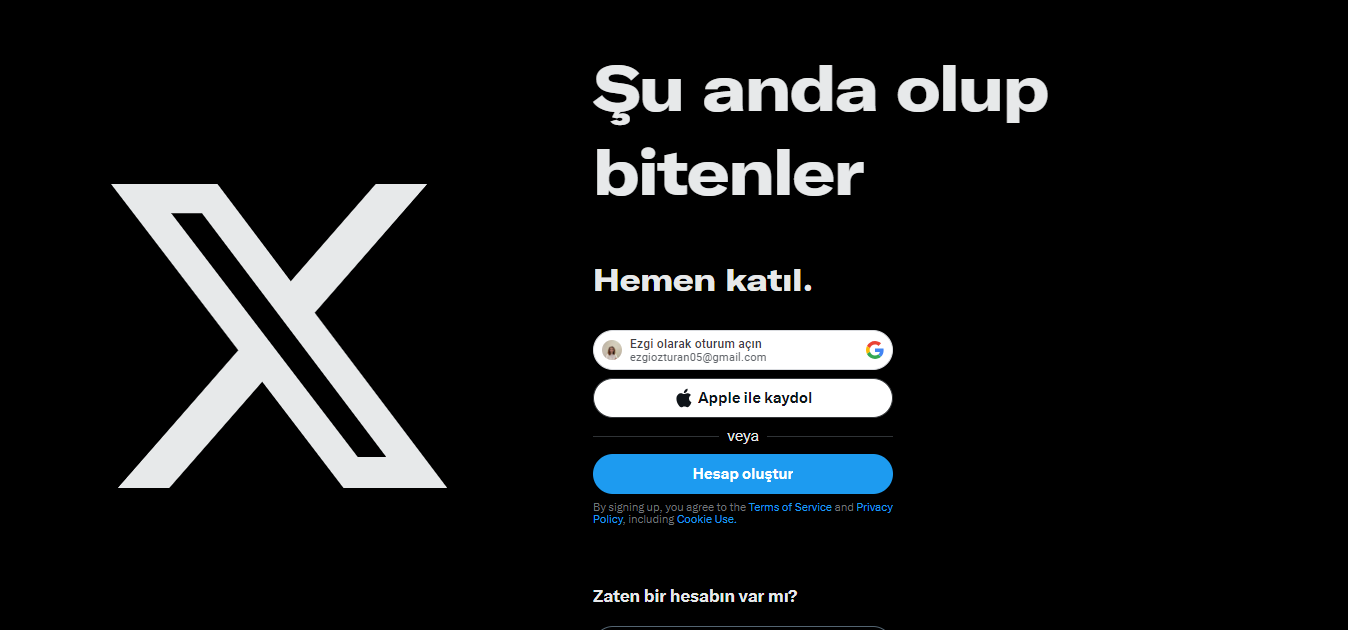 Şu anda olup
bitenler
Hemen katıl.
Ezgi olarak oturum açın
ezgiozturan05@gmail.com
Apple ile kaydol
veya
Hesap oluştur
By signing up, you agree to the Terms of Service and Privacy
Policy, including Cookie Use.
Zaten bir hesabın var mı?